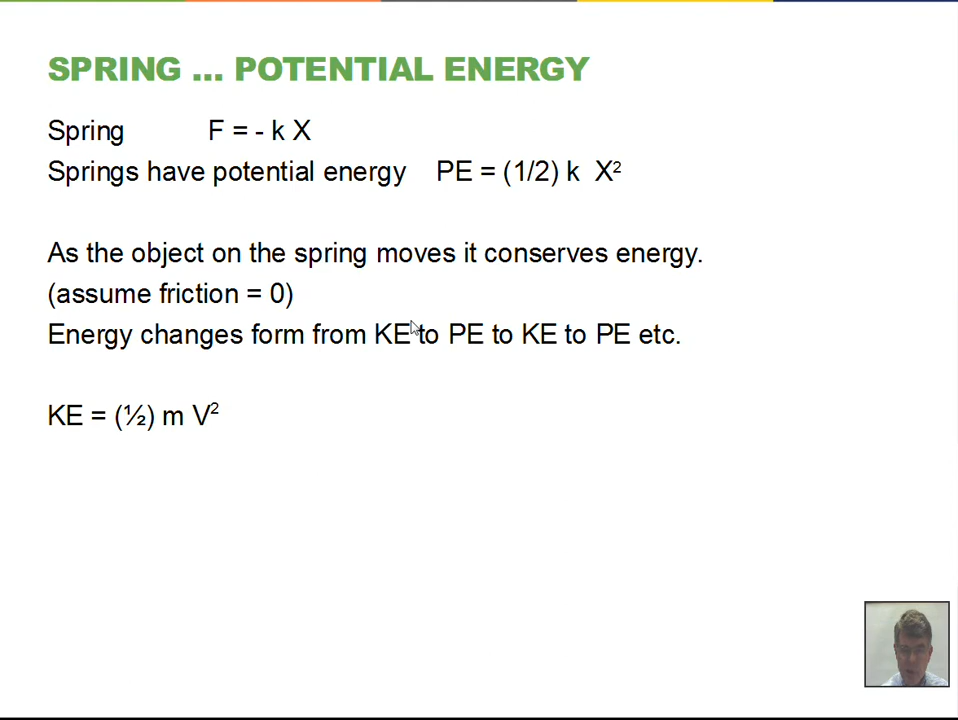 SPRING ... POTENTIAL ENERGY
Spring F = - k X
Springs have potential energy PE = (1/2) k X²
As the object on the spring moves it conserves energy.
(assume friction = 0)
Energy changes form from KE to PE to KE to PE etc.
KE = (½) m V²